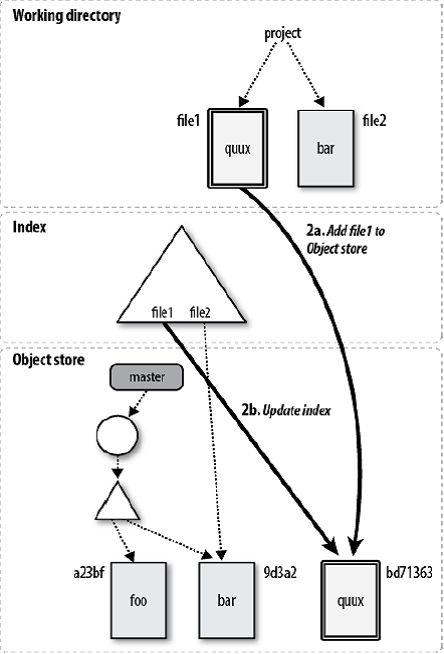 Working directory
project
file1
file2
quux
bar
Index
2a. Add file1 to
Object store
file1 file2
Object store
master
2b. Update index
a23bf
9d3a2
bd71363
foo
bar
quux